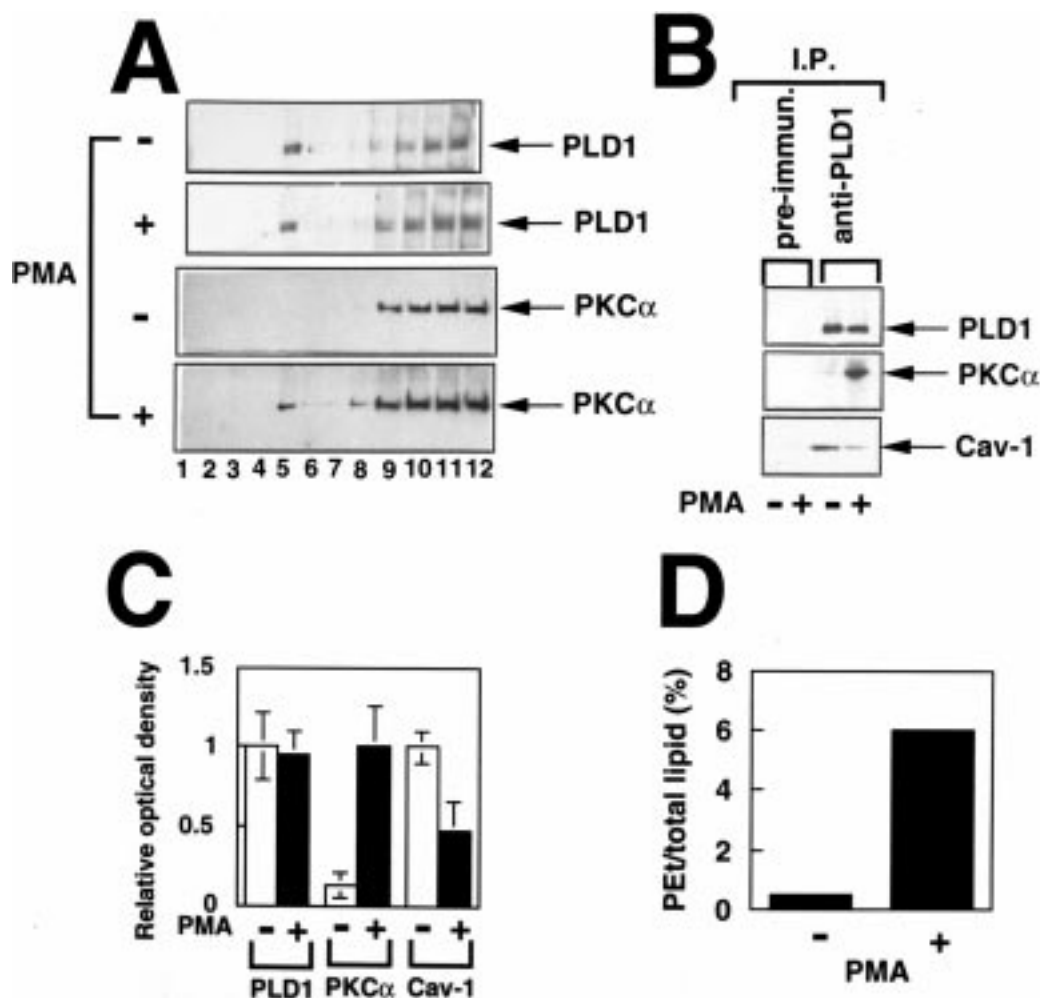 A
PMA
-
PLD1
+
PLD1
-
PKCα
+
PKCα
1 2 3 4 5 6 7 8 9 10 11 12
B
I.P.
pre-immun.
anti-PLD1
PLD1
PKCα
Cav-1
PMA - + - +
C
Relative optical density
1.5
1
0.5
0
PMA - + - + - +
PLD1 PKCα Cav-1
D
PEt/total lipid (%)
8
6
4
2
0
- +
PMA